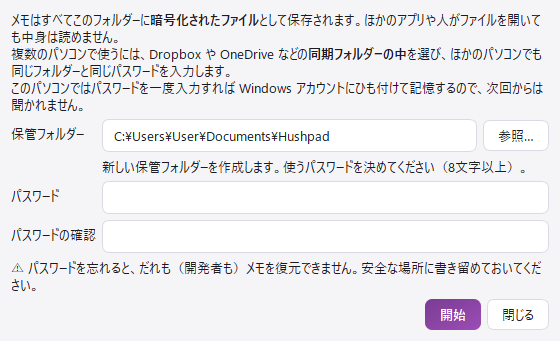 メモはすべてこのフォルダーに暗号化されたファイルとして保存されます。ほかのアプリや人がファイルを開いて
も中身は読めません。
複数のパソコンで使うには、Dropbox や OneDrive などの同期フォルダーの中を選び、ほかのパソコンでも
同じフォルダーと同じパスワードを入力します。
このパソコンではパスワードを一度入力すれば Windows アカウントにひも付けて記憶するので、次回からは
聞かれません。
保管フォルダー C:¥Users¥User¥Documents¥Hushpad 参照...
新しい保管フォルダーを作成します。使うパスワードを決めてください（8文字以上）。
パスワード
パスワードの確認
⚠ パスワードを忘れると、だれも（開発者も）メモを復元できません。安全な場所に書き留めておいてくだ
さい。
開始 閉じる